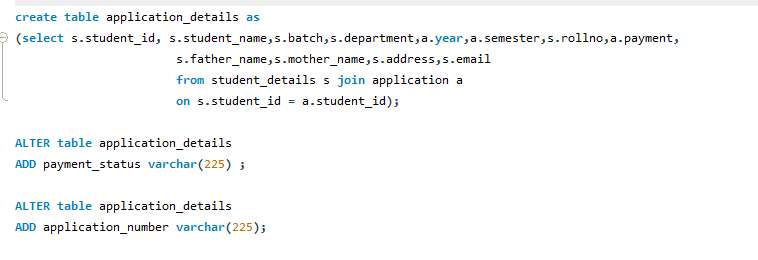 create table application_details as
(select s.student_id, s.student_name,s.batch,s.department,a.year,a.semester,s.rollno,a.payment,
s.father_name,s.mother_name,s.address,s.email
from student_details s join application a
on s.student_id = a.student_id);
ALTER table application_details
ADD payment_status varchar(225) ;
ALTER table application_details
ADD application_number varchar(225);